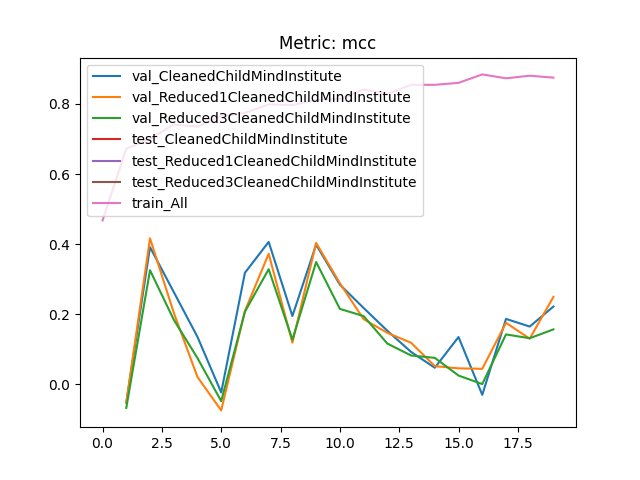 Metric: mcc
val_CleanedChildMindInstitute
val_Reduced1CleanedChildMindInstitute
val_Reduced3CleanedChildMindInstitute
test_CleanedChildMindInstitute
test_Reduced1CleanedChildMindInstitute
test_Reduced3CleanedChildMindInstitute
train_All
0.8
0.6
0.4
0.2
0.0
0.0 2.5 5.0 7.5 10.0 12.5 15.0 17.5